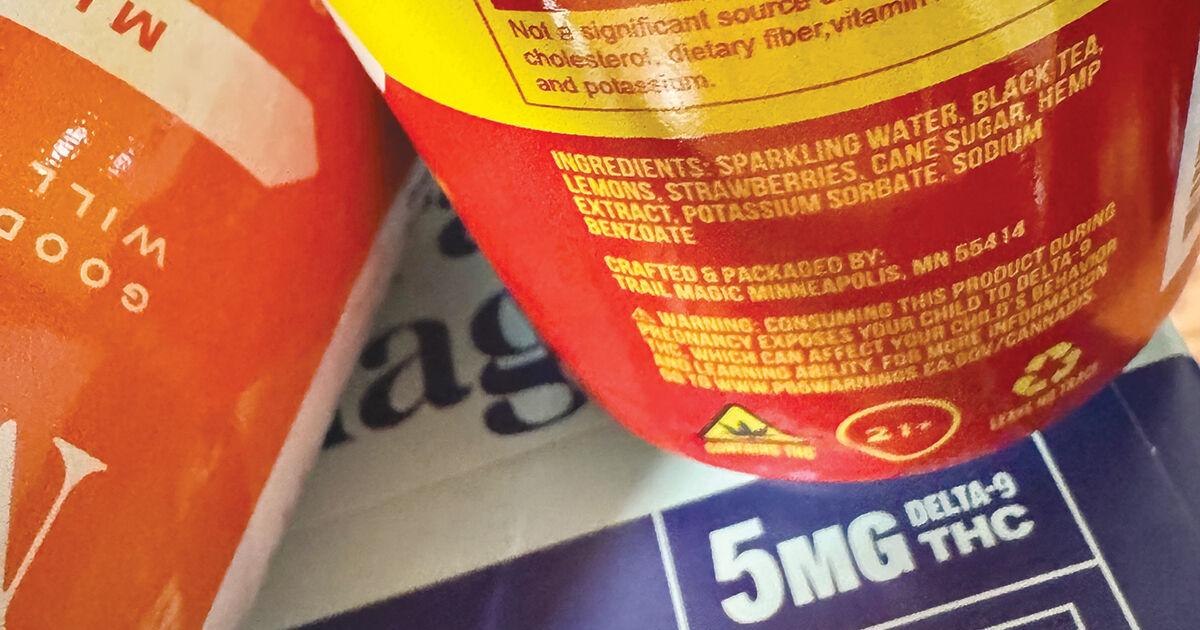 MI
GOOD
WILL
Not a significant source
cholesterol, dietary fiber,vitamin
and potassium.
INGREDIENTS: SPARKLING WATER, BLACK TEA,
LEMONS, STRAWBERRIES, CANE SUGAR, HEMP
EXTRACT, POTASSIUM SORBATE, SODIUM
BENZOATE
CRAFTED & PACKAGED BY:
TRAIL MAGIC MINNEAPOLIS, MN 55414
WARNING: CONSUMING THIS PRODUCT DURING
PREGNANCY EXPOSES YOUR CHILD TO DELTA-9
THC, WHICH CAN AFFECT YOUR CHILD'S BEHAVIOR
AND LEARNING ABILITY. FOR MORE INFORMATION
GO TO WWW.P65WARNINGS.CA.GOV/CANNABIS.
CONTAINS THC
21+
ag
5MG DELTA-9
THC